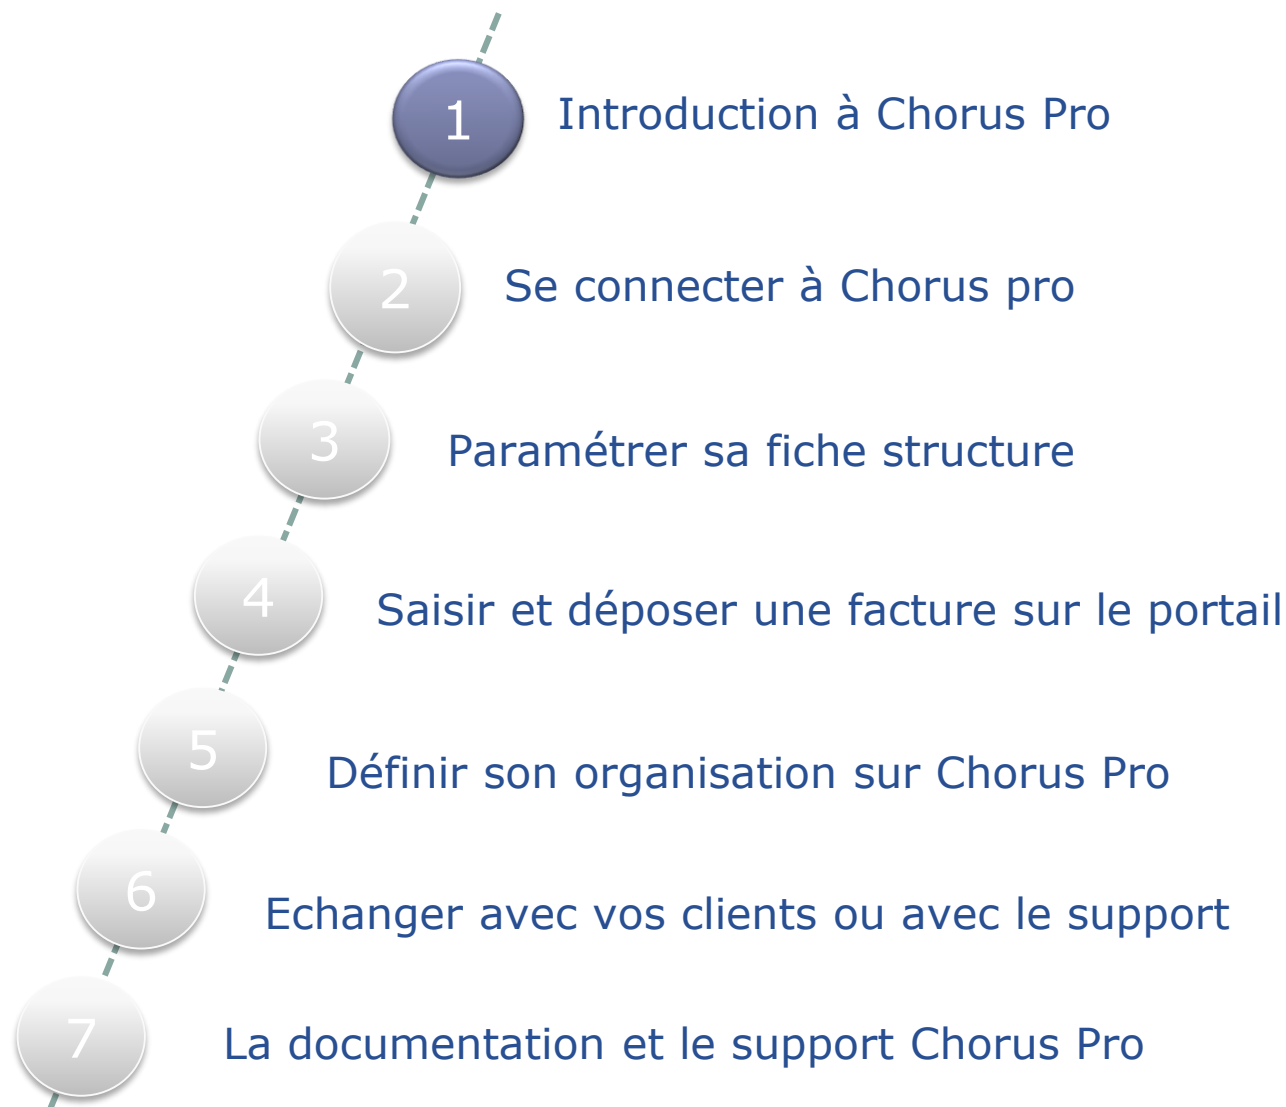 1 Introduction à Chorus Pro
2 Se connecter à Chorus pro
3 Paramétrer sa fiche structure
4 Saisir et déposer une facture sur le portail
5 Définir son organisation sur Chorus Pro
6 Echanger avec vos clients ou avec le support
7 La documentation et le support Chorus Pro